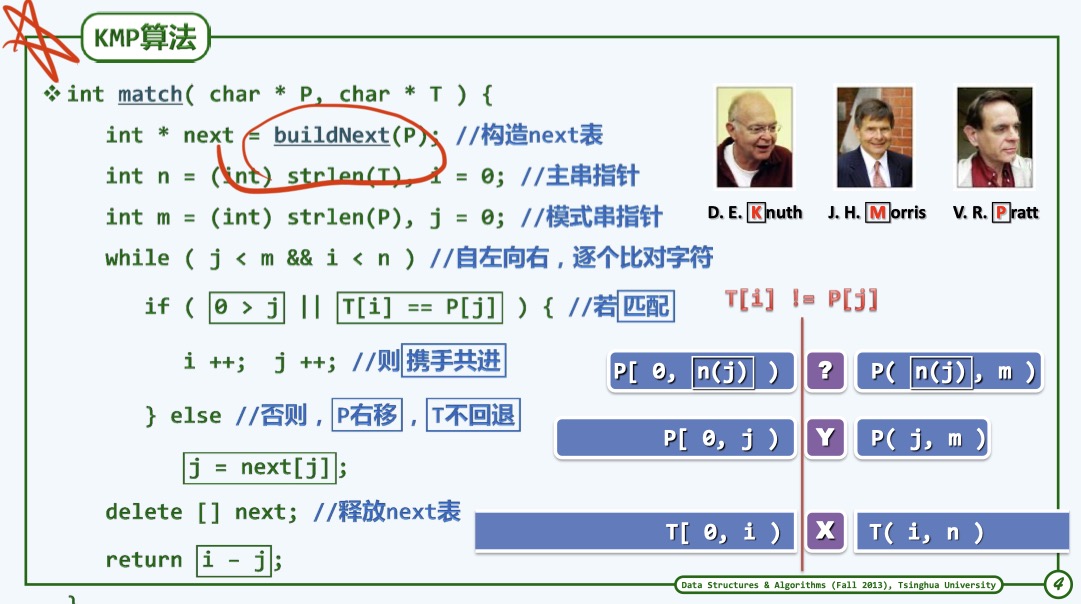 KMP算法
❖int match( char * P, char * T ) {
int * next = buildNext(P); //构造next表
int n = (int) strlen(T), i = 0; //主串指针
int m = (int) strlen(P), j = 0; //模式串指针
while ( j < m && i < n ) //自左向右，逐个比对字符
if ( 0 > j || T[i] == P[j] ) { //若匹配
i ++; j ++; //则携手共进
} else //否则，P右移，T不回退
j = next[j];
delete [] next; //释放next表
return i – j;
}
D. E. Knuth
J. H. Morris
V. R. Pratt
T[i] != P[j]
P[ 0, n(j) ) ? P( n(j), m )
P[ 0, j ) Y P( j, m )
T[ 0, i ) X T( i, n )
Data Structures & Algorithms (Fall 2013), Tsinghua University
4